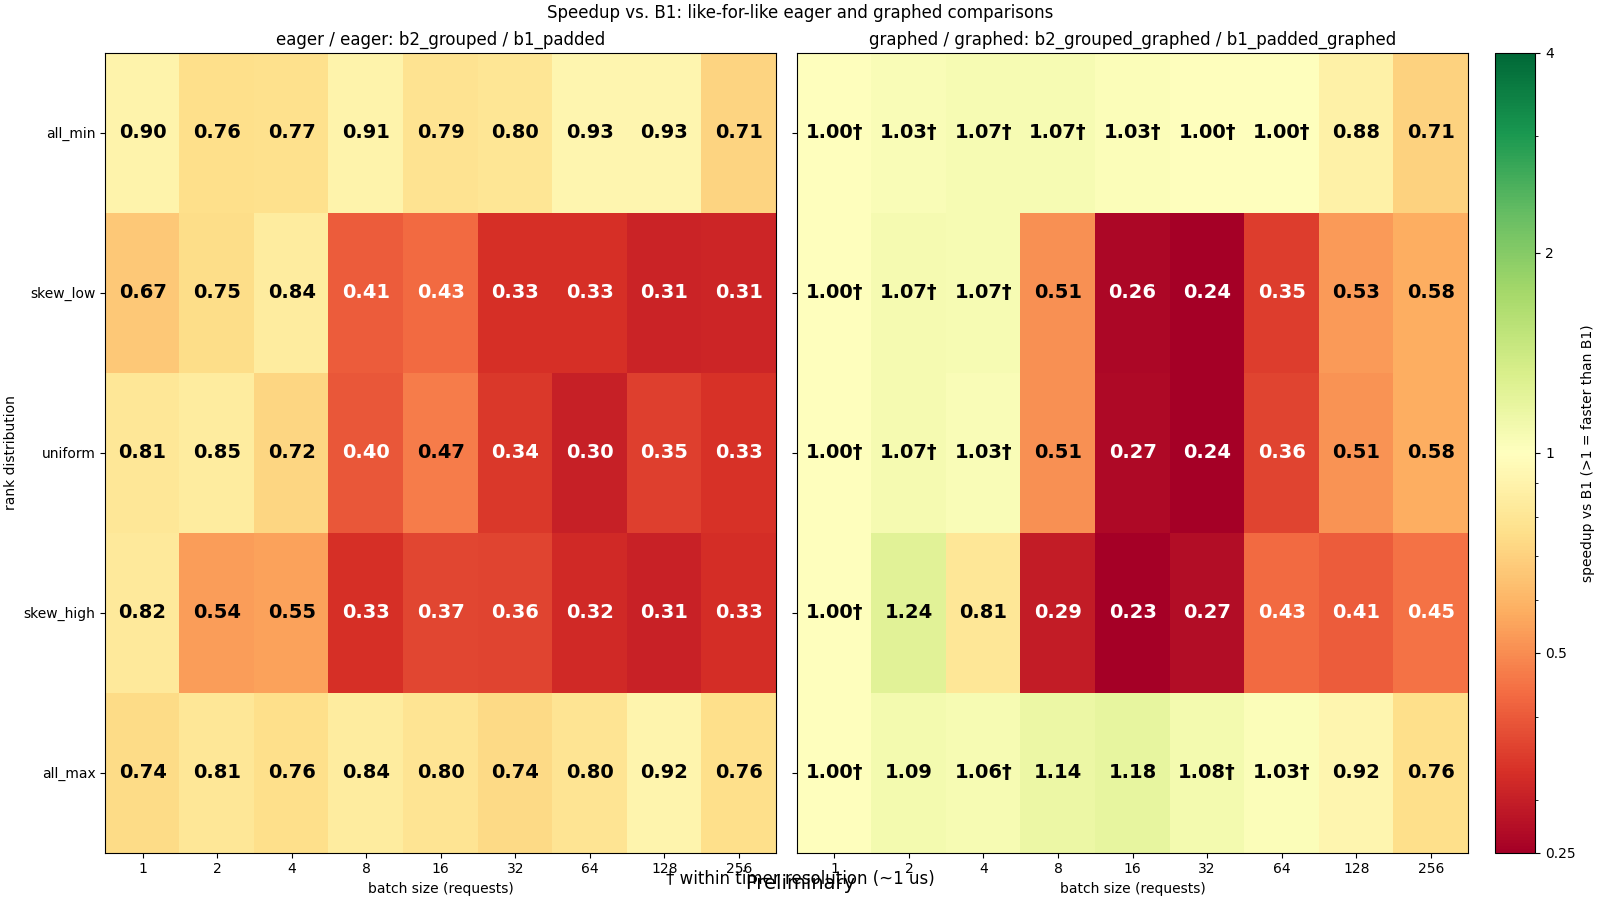 Speedup vs. B1: like-for-like eager and graphed comparisons
eager / eager: b2_grouped / b1_padded
graphed / graphed: b2_grouped_graphed / b1_padded_graphed
rank distribution
all_min 0.90 0.76 0.77 0.91 0.79 0.80 0.93 0.93 0.71 1.00† 1.03† 1.07† 1.07† 1.03† 1.00† 1.00† 0.88 0.71
skew_low 0.67 0.75 0.84 0.41 0.43 0.33 0.33 0.31 0.31 1.00† 1.07† 1.07† 0.51 0.26 0.24 0.35 0.53 0.58
uniform 0.81 0.85 0.72 0.40 0.47 0.34 0.30 0.35 0.33 1.00† 1.07† 1.03† 0.51 0.27 0.24 0.36 0.51 0.58
skew_high 0.82 0.54 0.55 0.33 0.37 0.36 0.32 0.31 0.33 1.00† 1.24 0.81 0.29 0.23 0.27 0.43 0.41 0.45
all_max 0.74 0.81 0.76 0.84 0.80 0.74 0.80 0.92 0.76 1.00† 1.09 1.06† 1.14 1.18 1.08† 1.03† 0.92 0.76
1 2 4 8 16 32 64 128 256 1 2 4 8 16 32 64 128 256
batch size (requests)
batch size (requests)
† within timer resolution (~1 us)
Preliminary
4
2
1
0.5
0.25
speedup vs B1 (>1 = faster than B1)